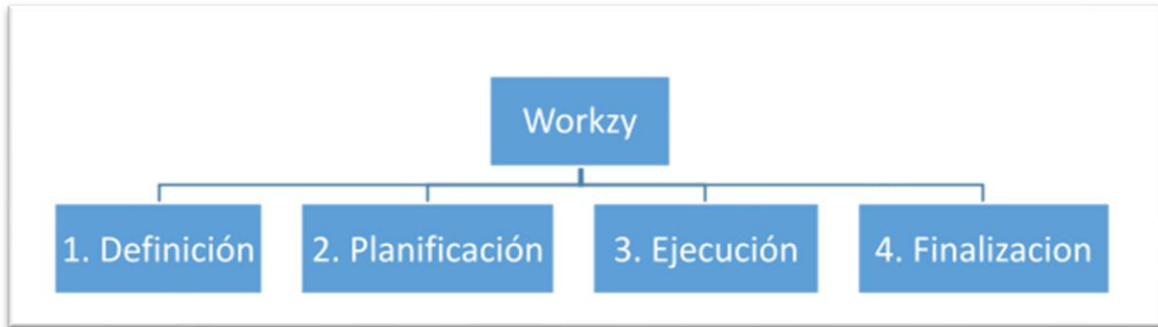 Workzy
1. Definición
2. Planificación
3. Ejecución
4. Finalizacion